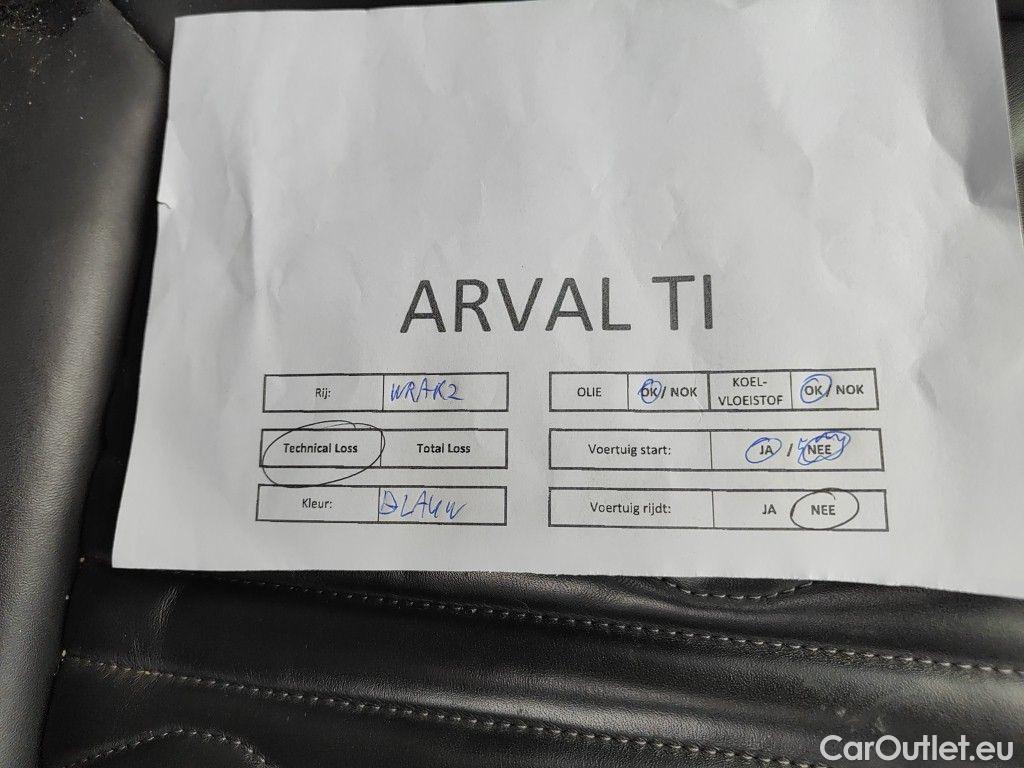 ARVAL TI
Rij: WRAK2
OLIE OK / NOK KOEL-VLOEISTOF OK / NOK
Technical Loss Total Loss
Voertuig start: JA / NEE
Kleur: BLAUW
Voertuig rijdt: JA NEE
CarOutlet.eu